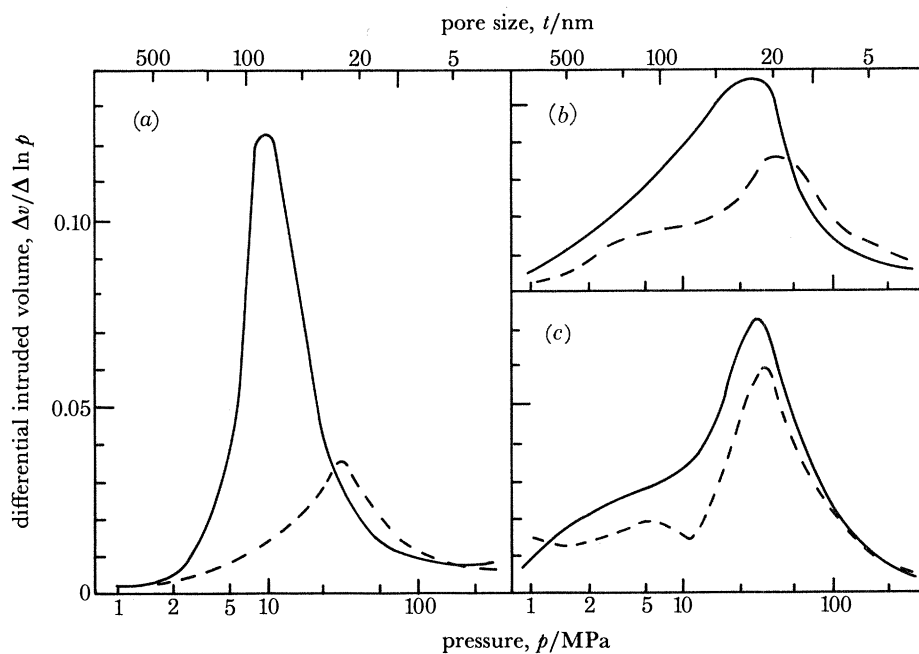 pore size, t/nm
500 100 20 5 500 100 20 5
(a)
(b)
(c)
differential intruded volume, Δv/Δ ln p
0.10
0.05
0
1 2 5 10 100 1 2 5 10 100
pressure, p/MPa